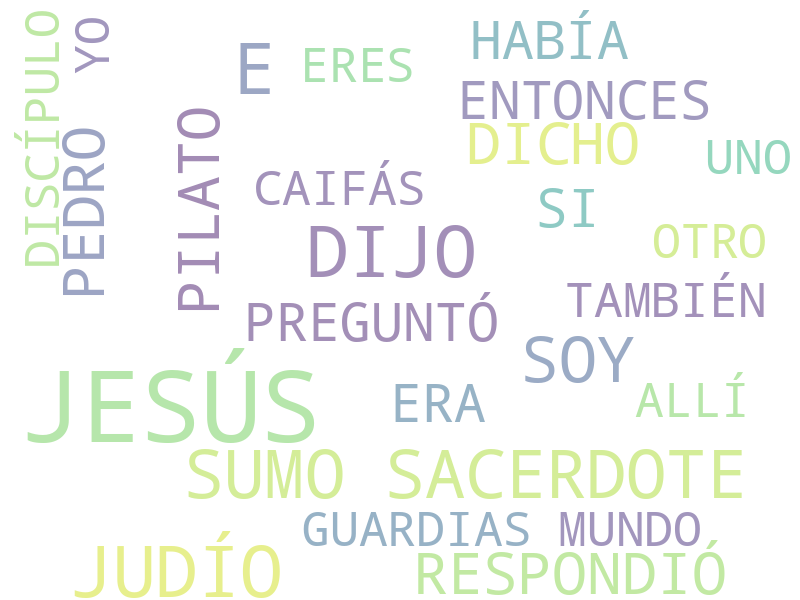 DISCÍPULO
YO
E
ERES
HABÍA
ENTONCES
DICHO
UNO
PEDRO
PILATO
CAIFÁS
SI
DIJO
OTRO
PREGUNTÓ
TAMBIÉN
SOY
JESÚS
ERA
ALLÍ
SUMO SACERDOTE
GUARDIAS
MUNDO
JUDÍO
RESPONDIÓ